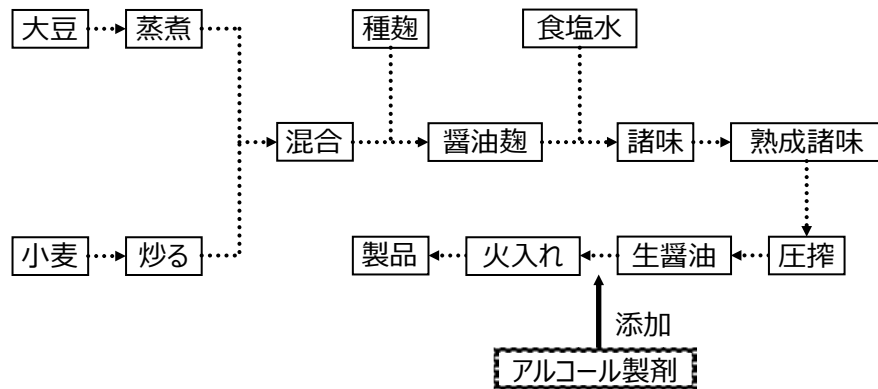 大豆
蒸煮
種麹
食塩水
混合
醤油麹
諸味
熟成諸味
小麦
炒る
製品
火入れ
生醤油
圧搾
添加
アルコール製剤